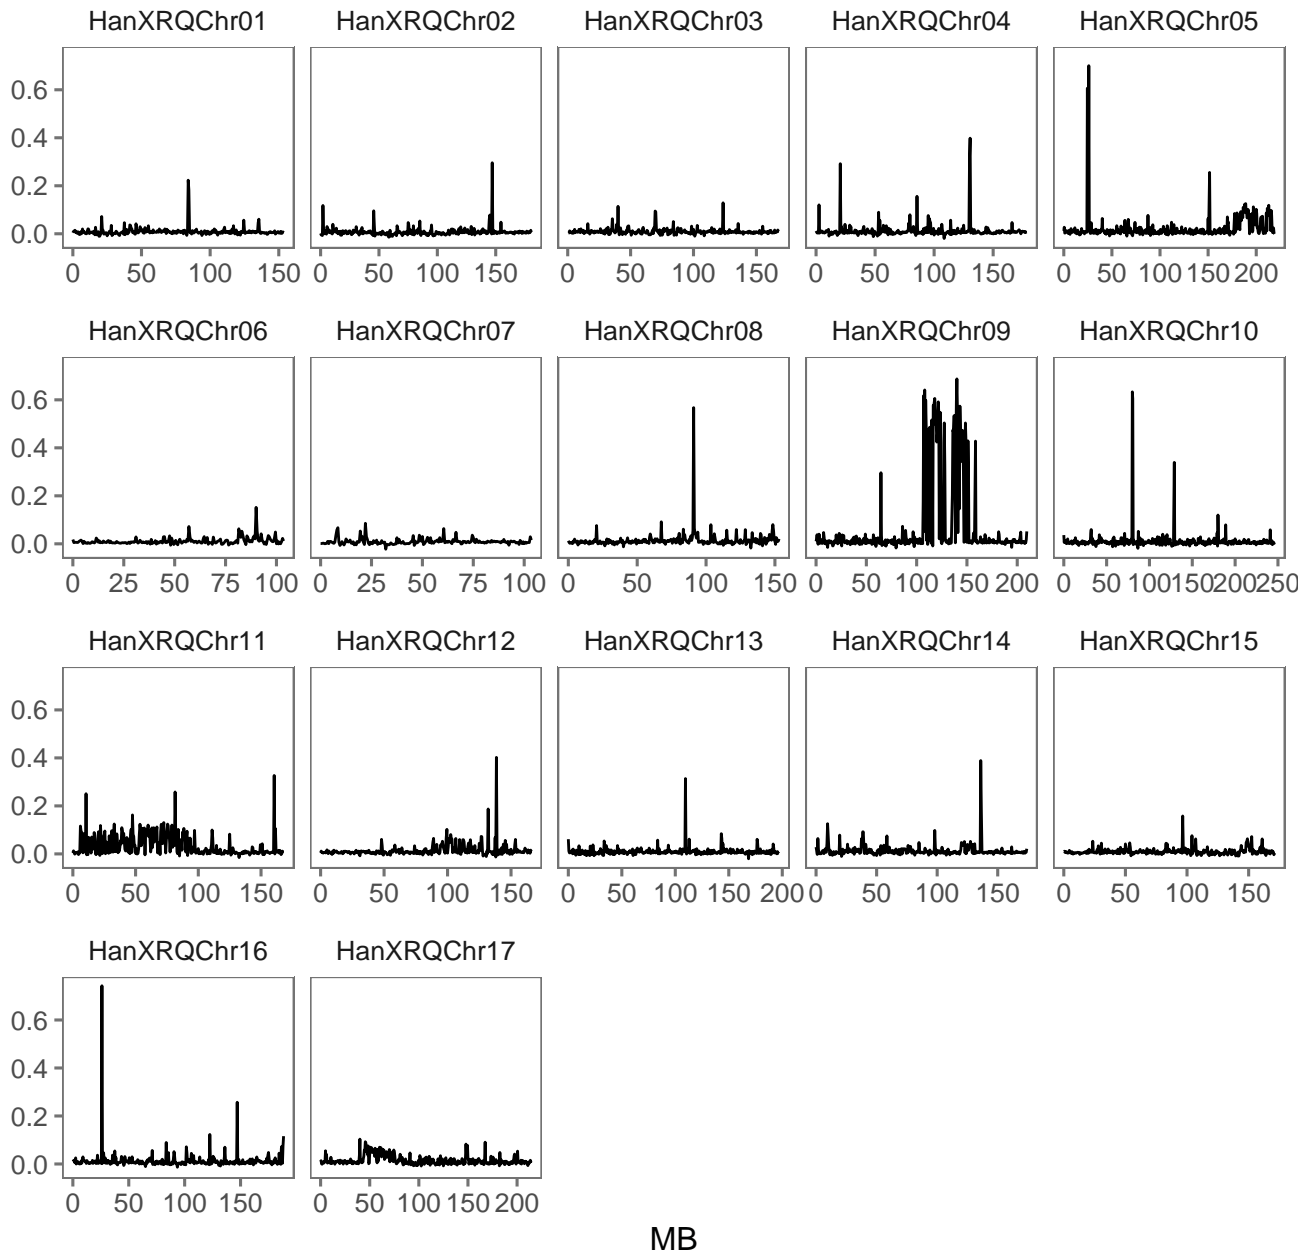 HanXRQChr01 HanXRQChr02 HanXRQChr03 HanXRQChr04 HanXRQChr05
0.6
0.4
0.2
0.0
0 50 100 150 0 50 100 150 0 50 100 150 0 50 100 150 0 50 100 150 200
HanXRQChr06 HanXRQChr07 HanXRQChr08 HanXRQChr09 HanXRQChr10
0.6
0.4
0.2
0.0
0 25 50 75 100 0 25 50 75 100 0 50 100 150 0 50 100 150 200 0 50 100 150 200 250
HanXRQChr11 HanXRQChr12 HanXRQChr13 HanXRQChr14 HanXRQChr15
0.6
0.4
0.2
0.0
0 50 100 150 0 50 100 150 0 50 100 150 200 0 50 100 150 0 50 100 150
HanXRQChr16 HanXRQChr17
0.6
0.4
0.2
0.0
0 50 100 150 0 50 100 150 200
MB